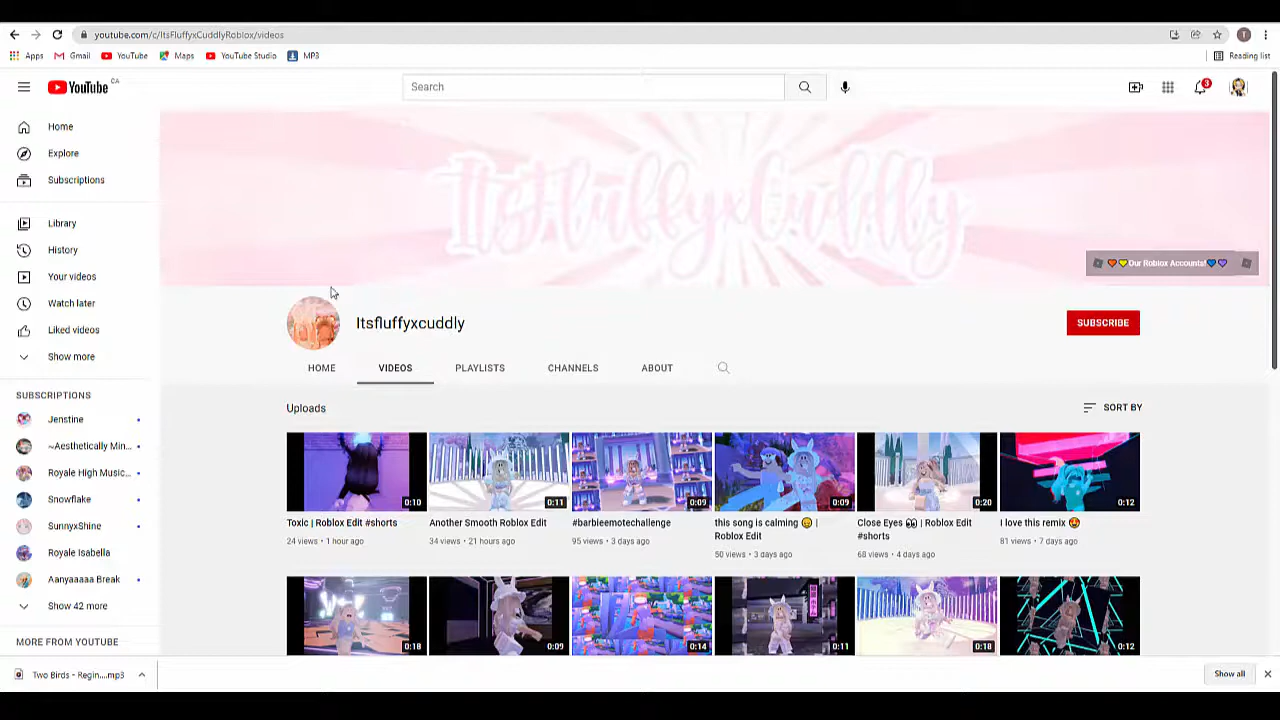 youtube.com/c/ItsFluffyxCuddlyRoblox/videos
Apps Gmail YouTube Maps YouTube Studio MP3 Reading list
YouTube CA Search 3
Home
Explore
Subscriptions
Library
History
Your videos
Watch later
Liked videos
Show more
SUBSCRIPTIONS
Jenstine
~Aesthetically Min...
Royale High Music...
Snowflake
SunnyxShine
Royale Isabella
Aanyaaaaa Break
Show 42 more
MORE FROM YOUTUBE
ItsFluffyxCuddly
🧡💛Our Roblox Accounts!💙💜
Itsfluffyxcuddly
SUBSCRIBE
HOME VIDEOS PLAYLISTS CHANNELS ABOUT
Uploads SORT BY
0:10 0:11 0:09 0:09 0:20 0:12
Toxic | Roblox Edit #shorts
24 views • 1 hour ago
Another Smooth Roblox Edit
34 views • 21 hours ago
#barbieemotechallenge
95 views • 3 days ago
this song is calming 😌 |
Roblox Edit
50 views • 3 days ago
Close Eyes 👀 | Roblox Edit
#shorts
68 views • 4 days ago
I love this remix 😍
81 views • 7 days ago
0:18 0:09 0:14 0:11 0:18 0:12
Two Birds - Regin....mp3
Show all